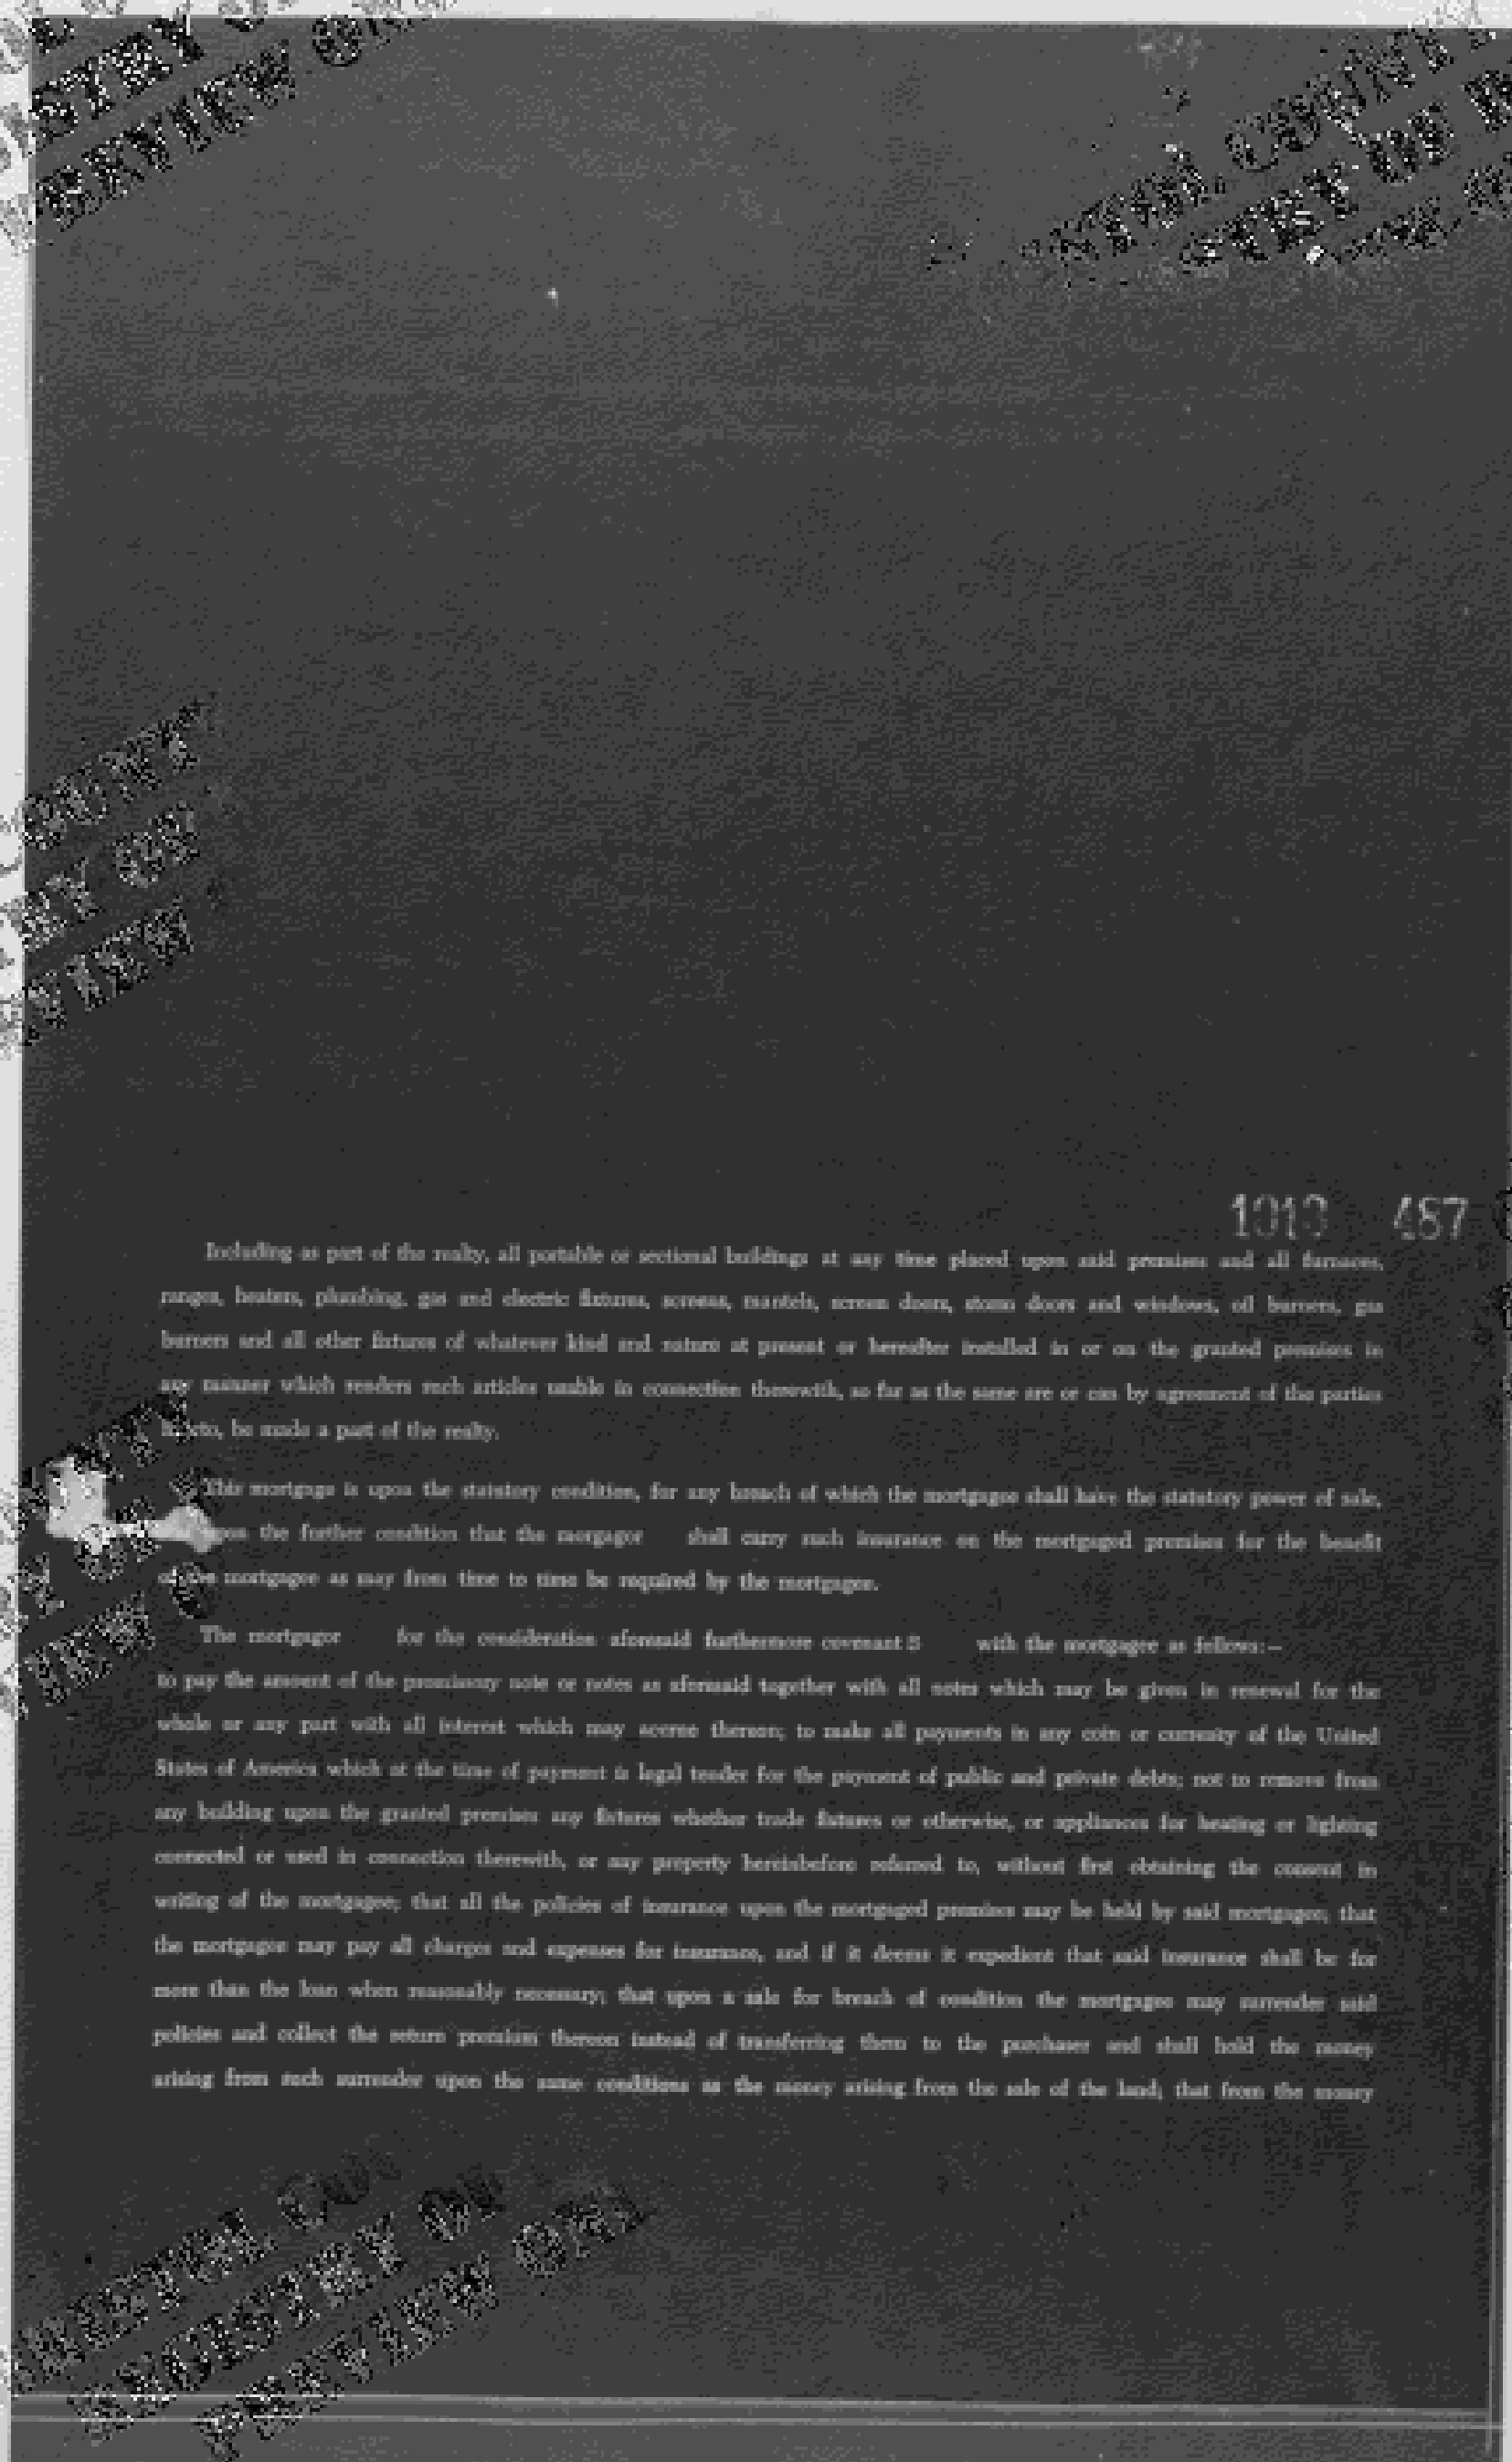 1013 487
Including as part of the realty, all portable or sectional buildings at any time placed upon said premises and all furnaces,
ranges, heaters, plumbing, gas and electric fixtures, screens, mantels, screen doors, storm doors and windows, oil burners, gas
burners and all other fixtures of whatever kind and nature at present or hereafter installed in or on the granted premises in
any manner which renders such articles usable in connection therewith, so far as the same are or can by agreement of the parties
hereto, be made a part of the realty.
This mortgage is upon the statutory condition, for any breach of which the mortgagee shall have the statutory power of sale,
upon the further condition that the morgagor shall carry such insurance on the mortgaged premises for the benefit
of the mortgagee as may from time to time be required by the mortgagee.
The mortgagor for the consideration aforesaid furthermore covenant S with the mortgagee as follows:—
to pay the amount of the promissory note or notes as aforesaid together with all notes which may be given in renewal for the
whole or any part with all interest which may accrue thereon; to make all payments in any coin or currency of the United
States of America which at the time of payment is legal tender for the payment of public and private debts; not to remove from
any building upon the granted premises any fixtures whether trade fixtures or otherwise, or appliances for heating or lighting
connected or used in connection therewith, or any property hereinbefore referred to, without first obtaining the consent in
writing of the mortgagee; that all the policies of insurance upon the mortgaged premises may be held by said mortgagee; that
the mortgagee may pay all charges and expenses for insurance, and if it deems it expedient that said insurance shall be for
more than the loan when reasonably necessary; that upon a sale for breach of condition the mortgagee may surrender said
policies and collect the return premium thereon instead of transferring them to the purchaser and shall hold the money
arising from such surrender upon the same conditions as the money arising from the sale of the land; that from the money